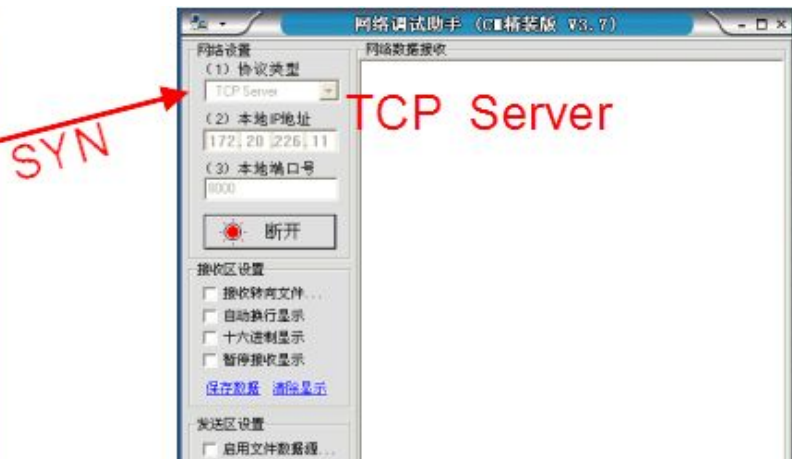 网络调试助手 (CM精装版 V3.7)
网络设置
网络数据接收
(1) 协议类型
TCP Server
TCP Server
SYN
(2) 本地IP地址
172.20.226.11
(3) 本地端口号
8000
断开
接收区设置
接收转向文件...
自动换行显示
十六进制显示
暂停接收显示
保存数据 清除显示
发送区设置
启用文件数据源...